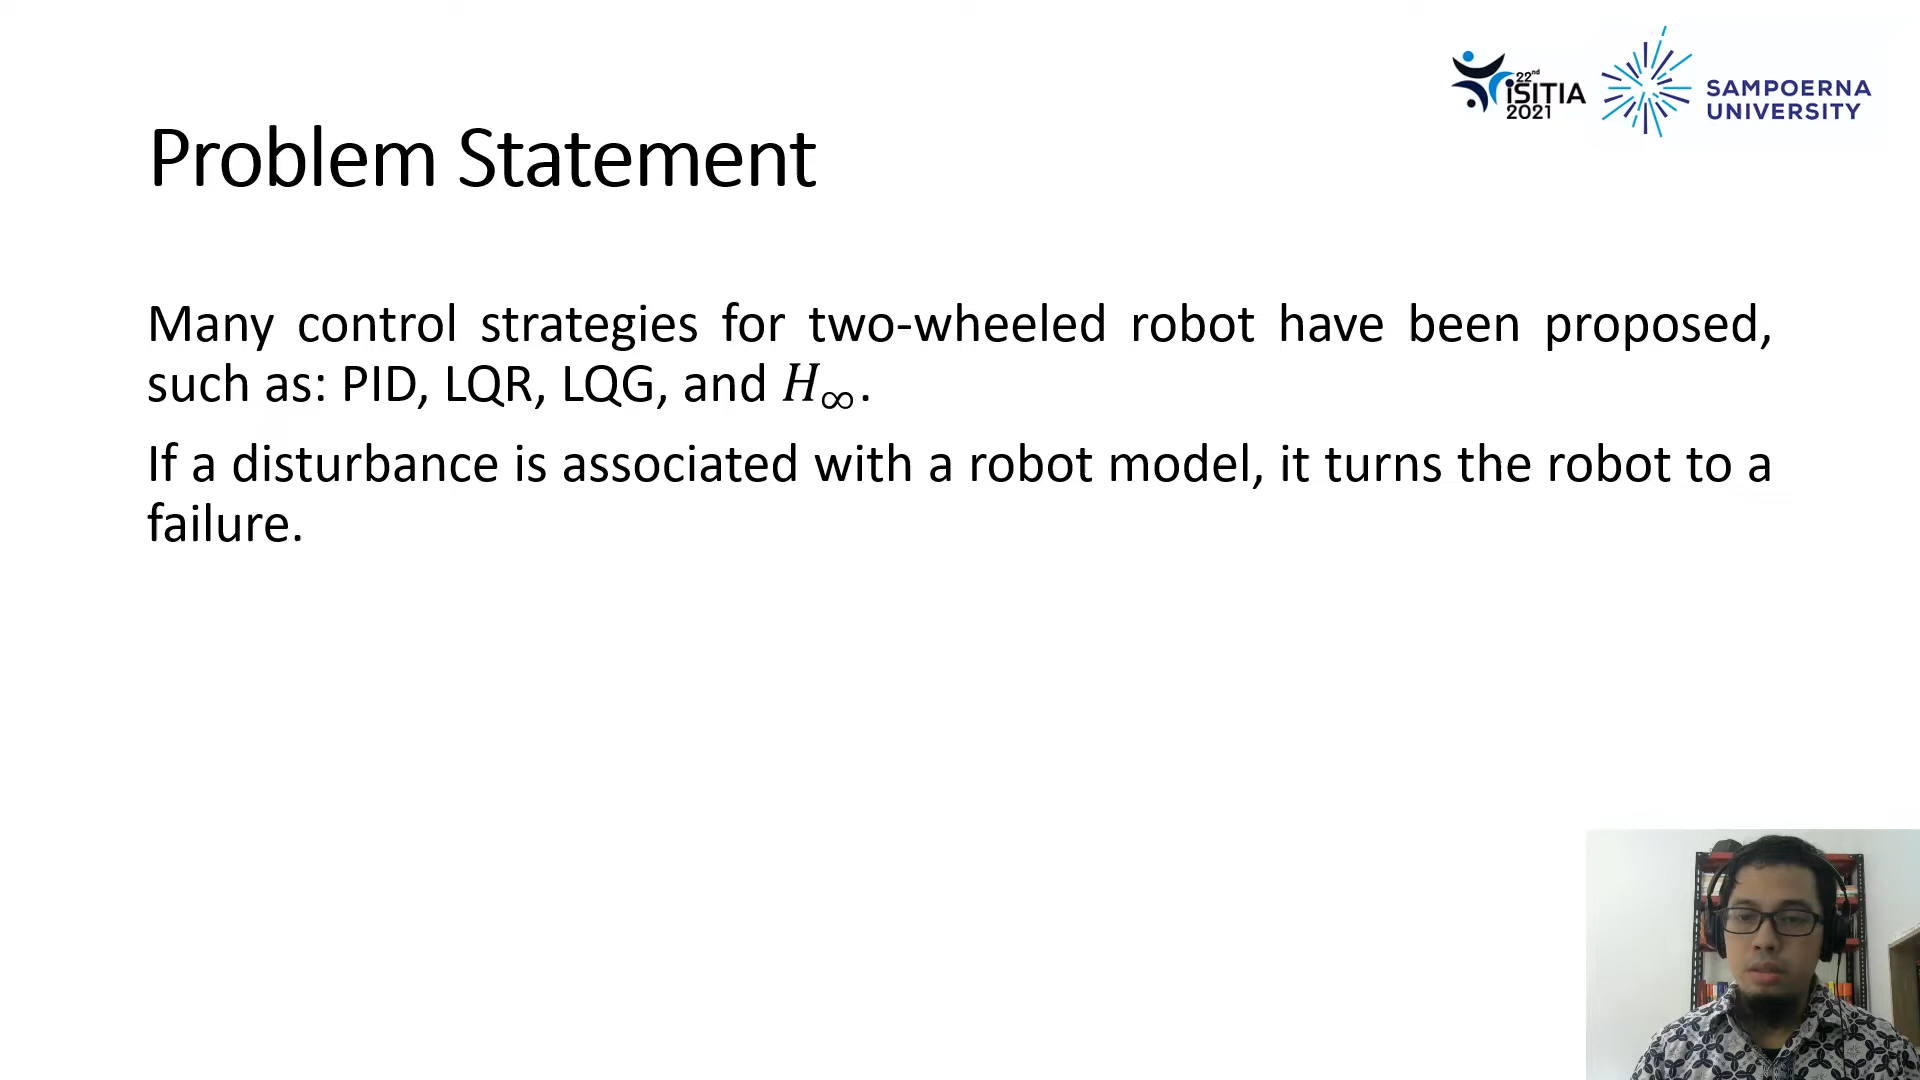 22nd
iSITIA
2021
SAMPOERNA
UNIVERSITY
Problem Statement
Many control strategies for two-wheeled robot have been proposed,
such as: PID, LQR, LQG, and H∞.
If a disturbance is associated with a robot model, it turns the robot to a
failure.